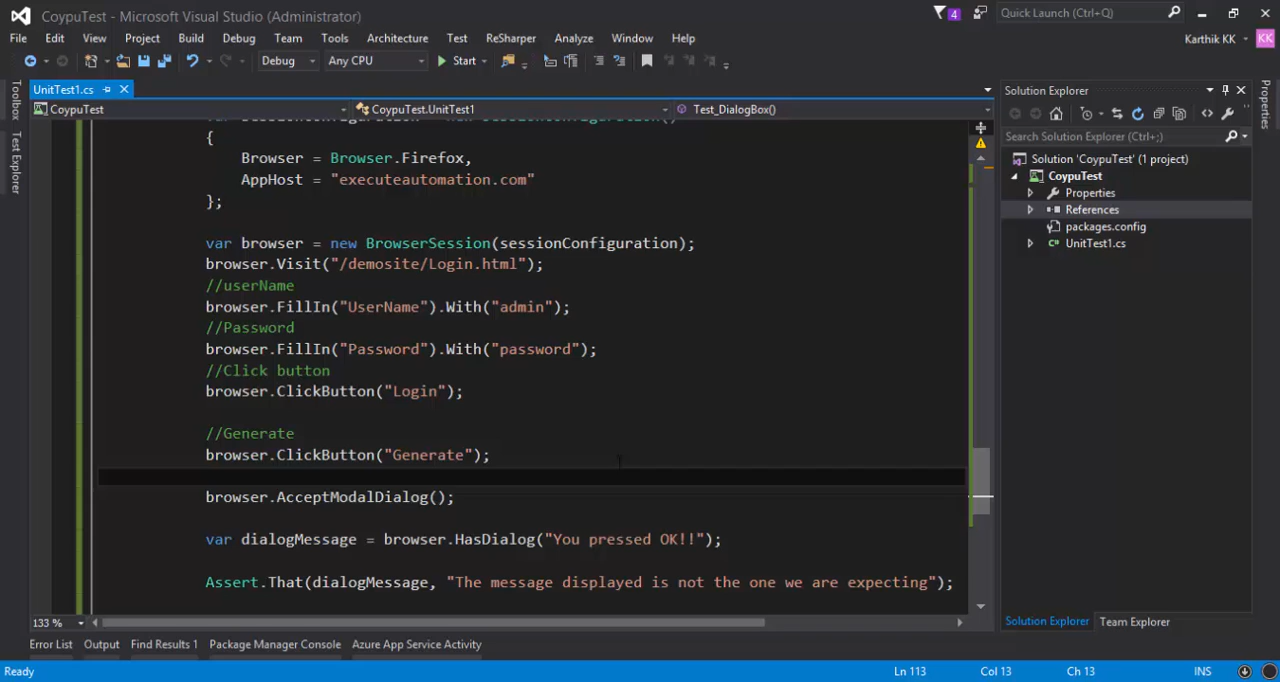 CoypuTest - Microsoft Visual Studio (Administrator)
4
Quick Launch (Ctrl+Q)
File Edit View Project Build Debug Team Tools Architecture Test ReSharper Analyze Window Help
Karthik KK
KK
Debug Any CPU Start
Toolbox
Test Explorer
UnitTest1.cs
CoypuTest CoypuTest.UnitTest1 Test_DialogBox()
{
Browser = Browser.Firefox,
AppHost = "executeautomation.com"
};
var browser = new BrowserSession(sessionConfiguration);
browser.Visit("/demosite/Login.html");
//userName
browser.FillIn("UserName").With("admin");
//Password
browser.FillIn("Password").With("password");
//Click button
browser.ClickButton("Login");
//Generate
browser.ClickButton("Generate");
browser.AcceptModalDialog();
var dialogMessage = browser.HasDialog("You pressed OK!!");
Assert.That(dialogMessage, "The message displayed is not the one we are expecting");
133 %
Solution Explorer
Search Solution Explorer (Ctrl+;)
Solution 'CoypuTest' (1 project)
CoypuTest
Properties
References
packages.config
C# UnitTest1.cs
Solution Explorer Team Explorer
Properties
Error List Output Find Results 1 Package Manager Console Azure App Service Activity
Ready Ln 113 Col 13 Ch 13 INS